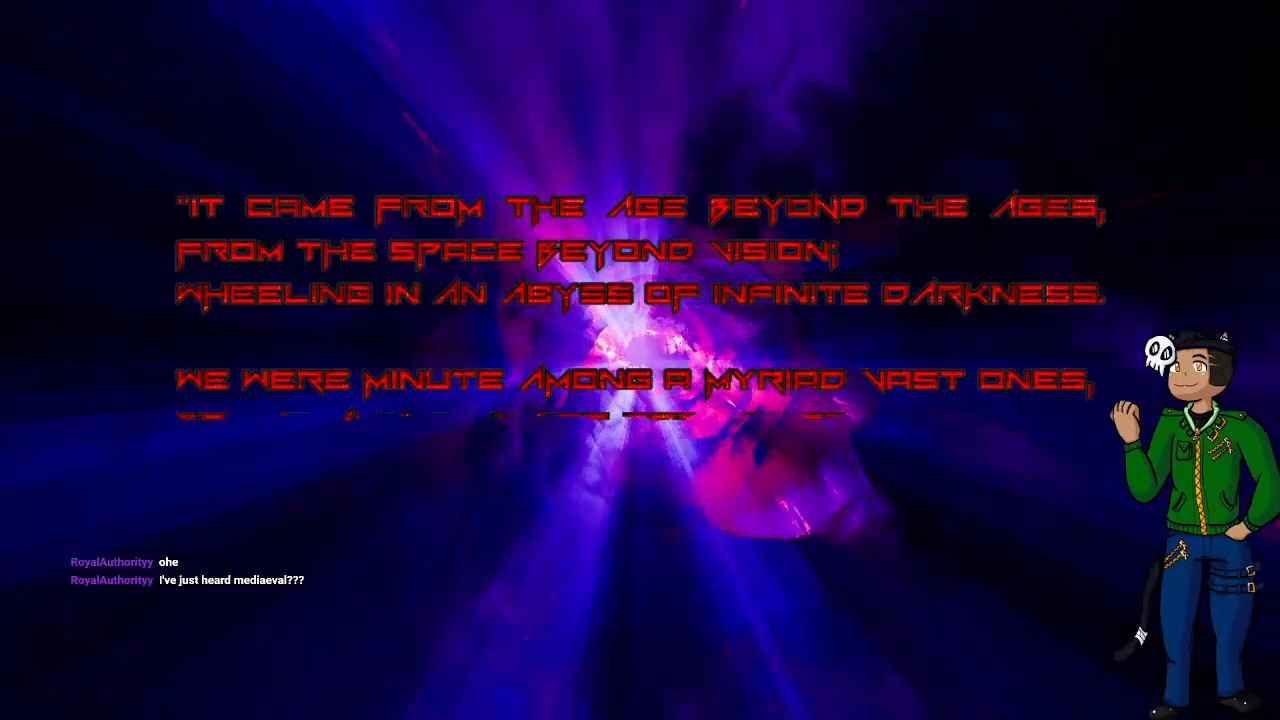 "IT CAME FROM THE AGE BEYOND THE AGES,
FROM THE SPACE BEYOND VISION;
WHEELING IN AN ABYSS OF INFINITE DARKNESS.
WE WERE MINUTE AMONG A MYRIAD VAST ONES,
RoyalAuthorityy ohe
RoyalAuthorityy I've just heard mediaeval???